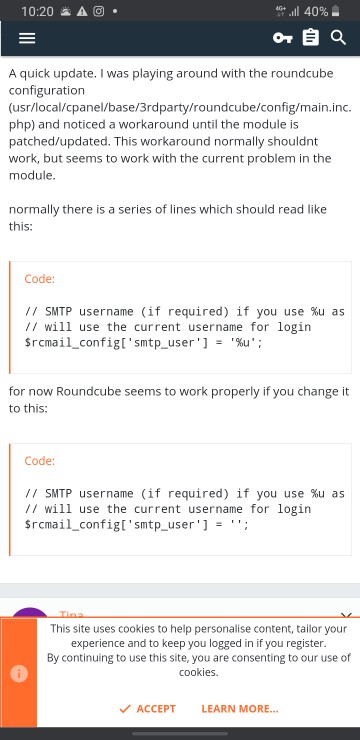 10:20
4G+
40%
A quick update. I was playing around with the roundcube
configuration
(usr/local/cpanel/base/3rdparty/roundcube/config/main.inc.
php) and noticed a workaround until the module is
patched/updated. This workaround normally shouldnt
work, but seems to work with the current problem in the
module.
normally there is a series of lines which should read like
this:
Code:
// SMTP username (if required) if you use %u as
// will use the current username for login
$rcmail_config['smtp_user'] = '%u';
for now Roundcube seems to work properly if you change it
to this:
Code:
// SMTP username (if required) if you use %u as
// will use the current username for login
$rcmail_config['smtp_user'] = '';
Tina
This site uses cookies to help personalise content, tailor your
experience and to keep you logged in if you register.
By continuing to use this site, you are consenting to our use of
cookies.
ACCEPT
LEARN MORE...